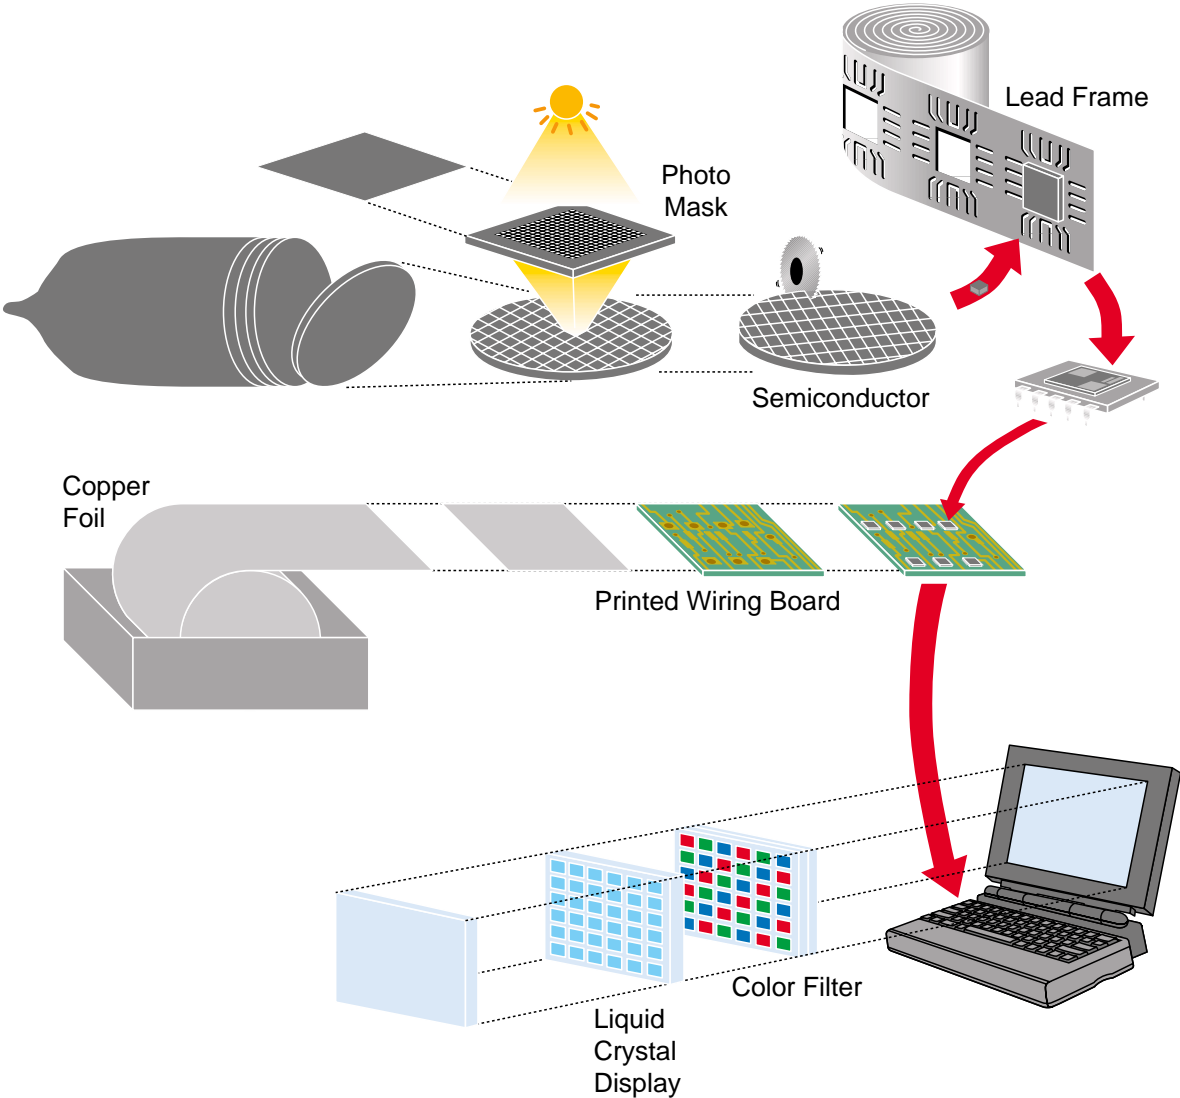 Lead Frame
Photo
Mask
Semiconductor
Copper
Foil
Printed Wiring Board
Color Filter
Liquid
Crystal
Display